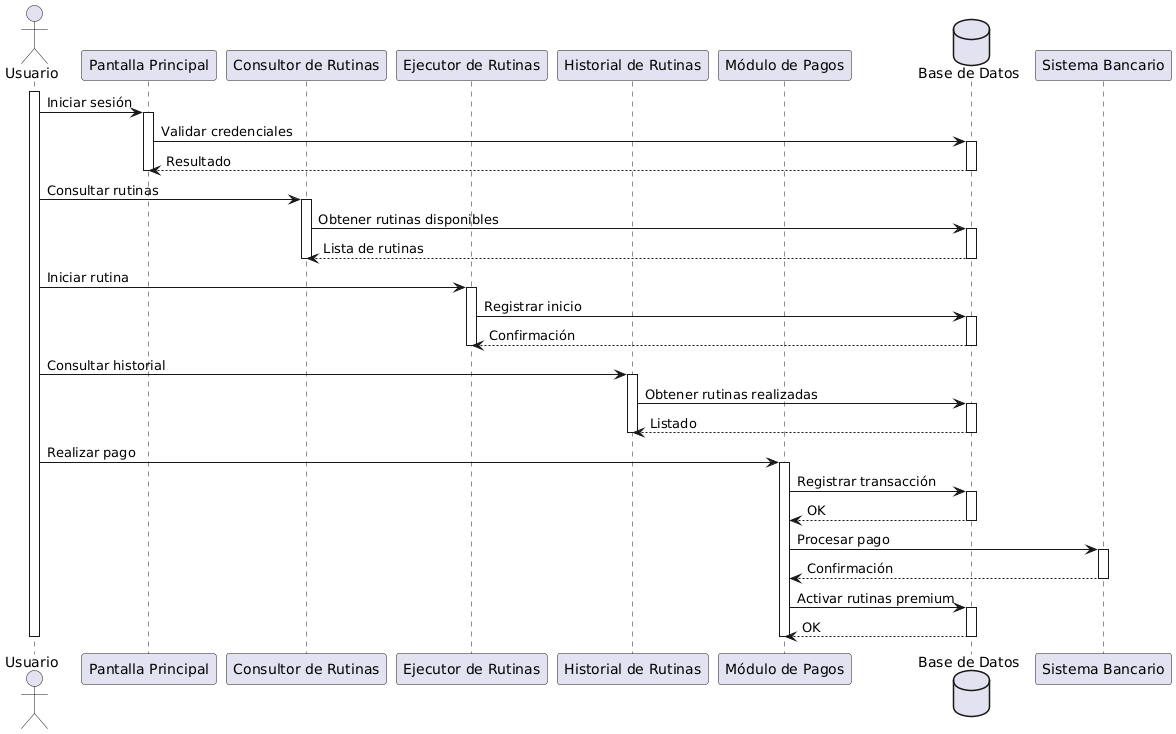 Usuario
Pantalla Principal
Consultor de Rutinas
Ejecutor de Rutinas
Historial de Rutinas
Módulo de Pagos
Base de Datos
Sistema Bancario
Iniciar sesión
Validar credenciales
Resultado
Consultar rutinas
Obtener rutinas disponibles
Lista de rutinas
Iniciar rutina
Registrar inicio
Confirmación
Consultar historial
Obtener rutinas realizadas
Listado
Realizar pago
Registrar transacción
OK
Procesar pago
Confirmación
Activar rutinas premium
OK
Usuario
Pantalla Principal
Consultor de Rutinas
Ejecutor de Rutinas
Historial de Rutinas
Módulo de Pagos
Base de Datos
Sistema Bancario